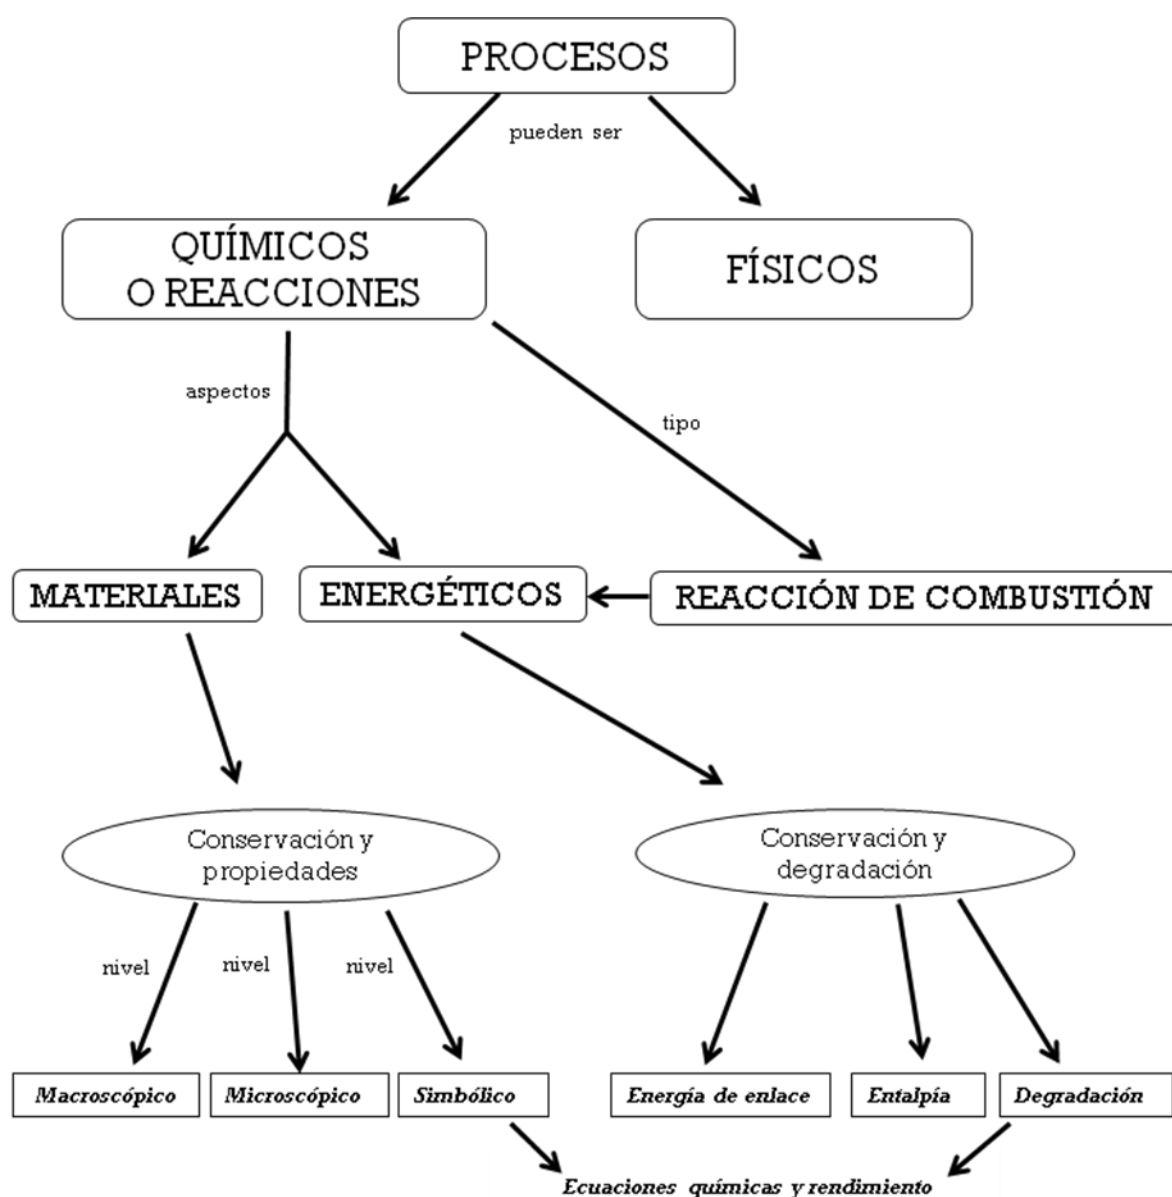 PROCESOS
pueden ser
QUÍMICOS
O REACCIONES
FÍSICOS
aspectos
tipo
MATERIALES
ENERGÉTICOS
REACCIÓN DE COMBUSTIÓN
Conservación y
propiedades
Conservación y
degradación
nivel
nivel
nivel
Macroscópico
Microscópico
Simbólico
Energía de enlace
Entalpía
Degradación
Ecuaciones químicas y rendimiento